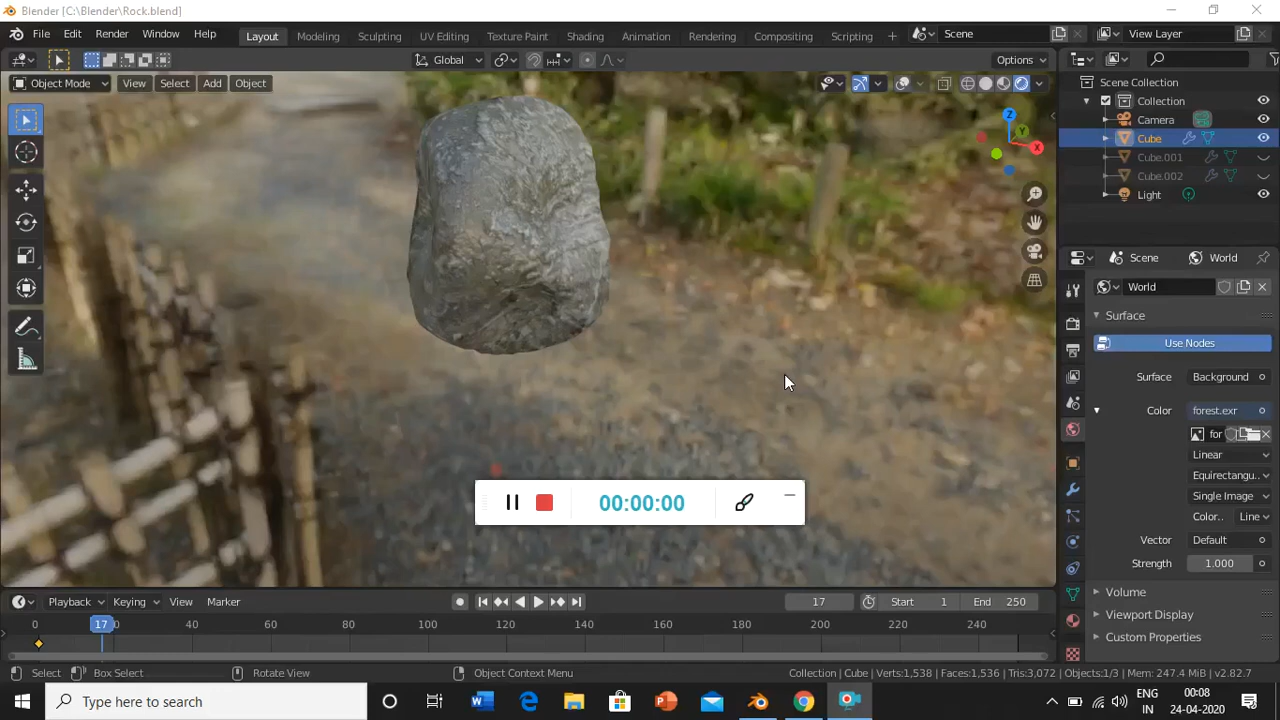 Blender [C:\Blender\Rock.blend]
File Edit Render Window Help Layout Modeling Sculpting UV Editing Texture Paint Shading Animation Rendering Compositing Scripting + Scene View Layer
Global Options
Object Mode View Select Add Object
Scene Collection
Collection
Camera
Cube
Cube.001
Cube.002
Light
Z
Y
X
Scene World
World
Surface
Use Nodes
Surface Background
Color forest.exr
for
Linear
Equirectangu..
Single Image
Color.. Line
Vector Default
Strength 1.000
Volume
Viewport Display
Custom Properties
00:00:00
Playback Keying View Marker 17 Start 1 End 250
0 17 20 40 60 80 100 120 140 160 180 200 220 240
Select Box Select Rotate View Object Context Menu Collection | Cube | Verts:1,538 | Faces:1,536 | Tris:3,072 | Objects:1/3 | Mem: 247.4 MiB | v2.82.7
Type here to search
ENG
IN
00:08
24-04-2020